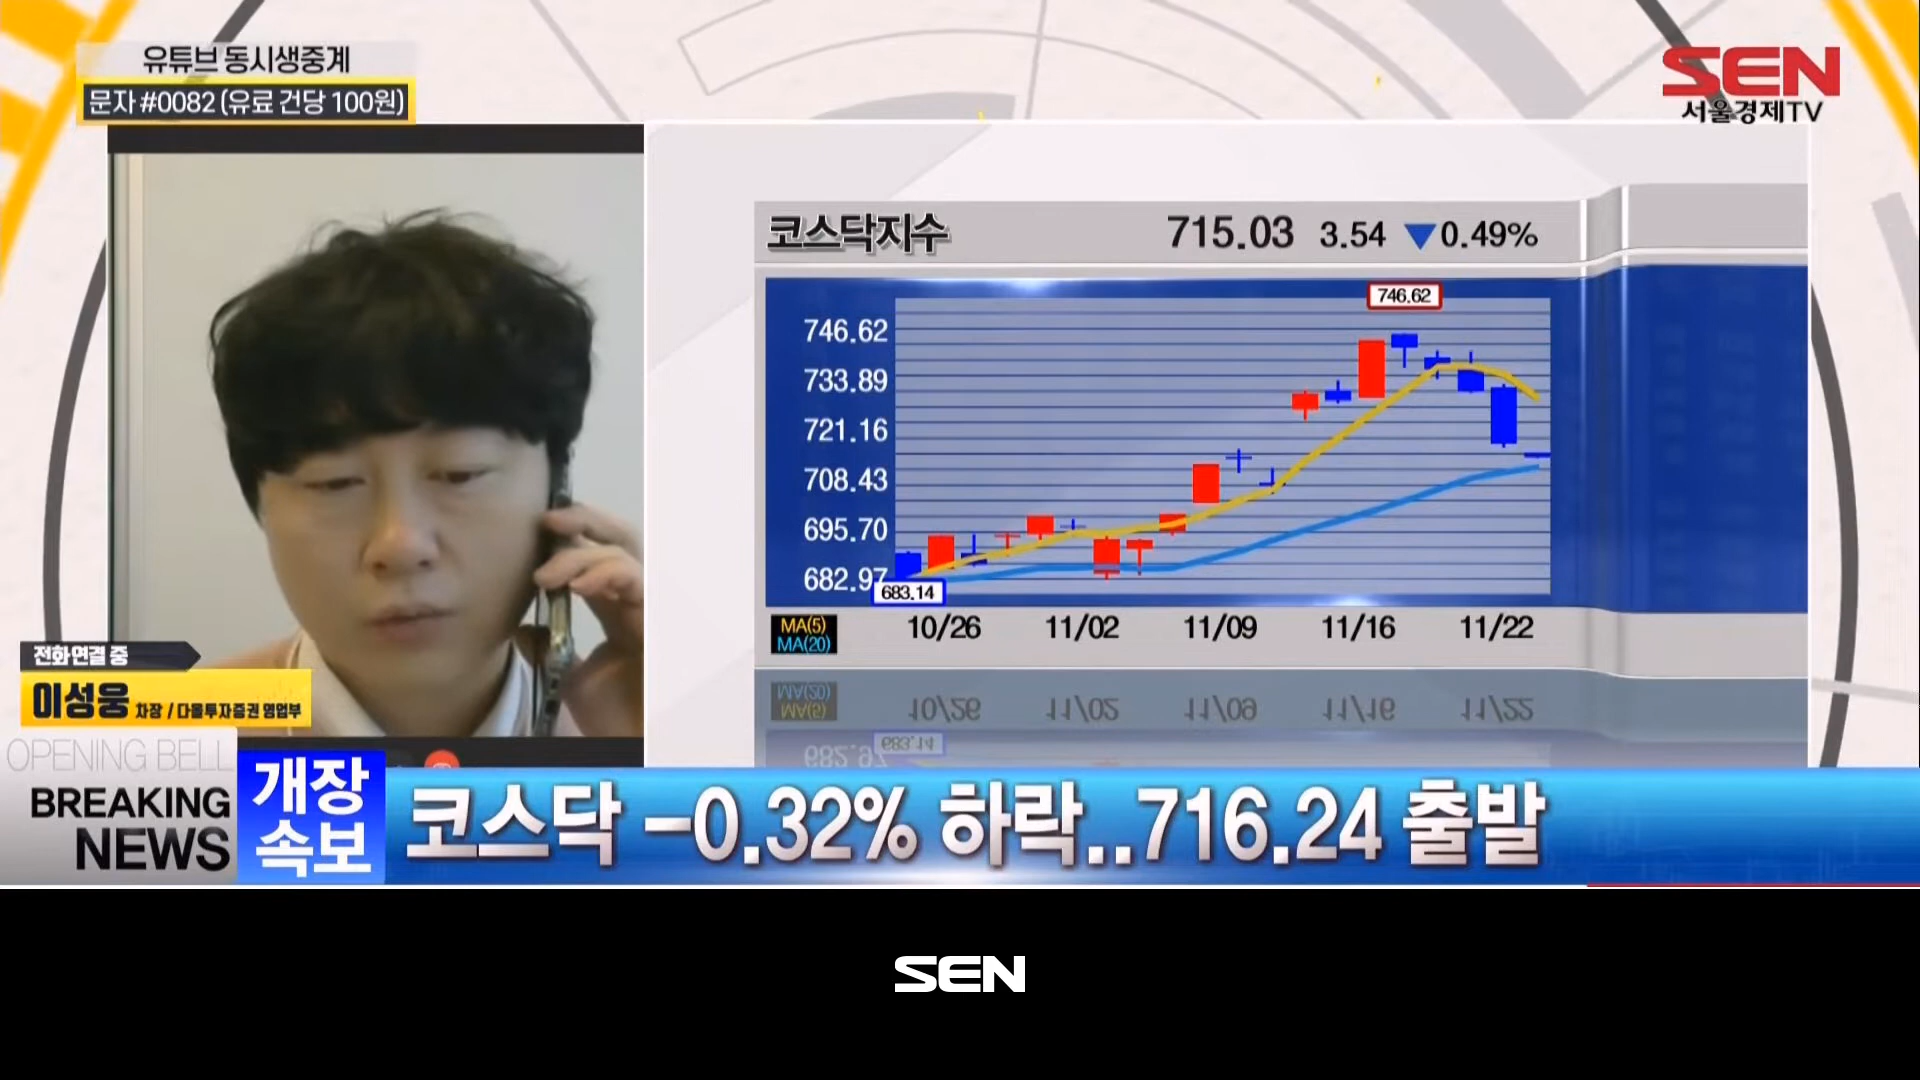 유튜브 동시생중계
문자 #0082 (유료 건당 100원)
SEN
서울경제TV
코스닥지수 715.03 3.54 ▼0.49%
746.62
746.62
733.89
721.16
708.43
695.70
682.97
683.14
MA(5)
MA(20)
10/26 11/02 11/09 11/16 11/22
전화연결 중
이성웅 차장 / 다올투자증권 영업부
OPENING BELL
BREAKING
NEWS
개장
속보
코스닥 -0.32% 하락..716.24 출발
SEN